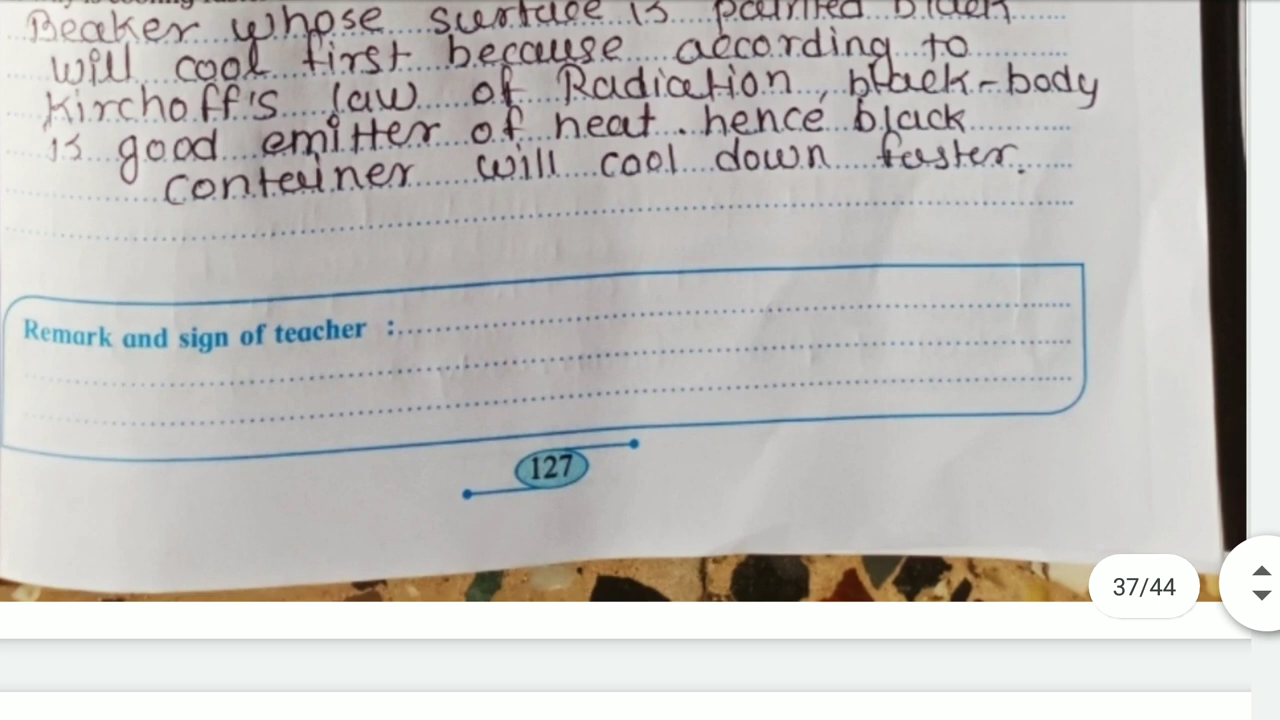 Beaker whose surface is painted black
will cool first because according to
Kirchoff's law of Radiation, black-body
is good emitter of heat. hence black
container will cool down faster.
Remark and sign of teacher :
127
37/44